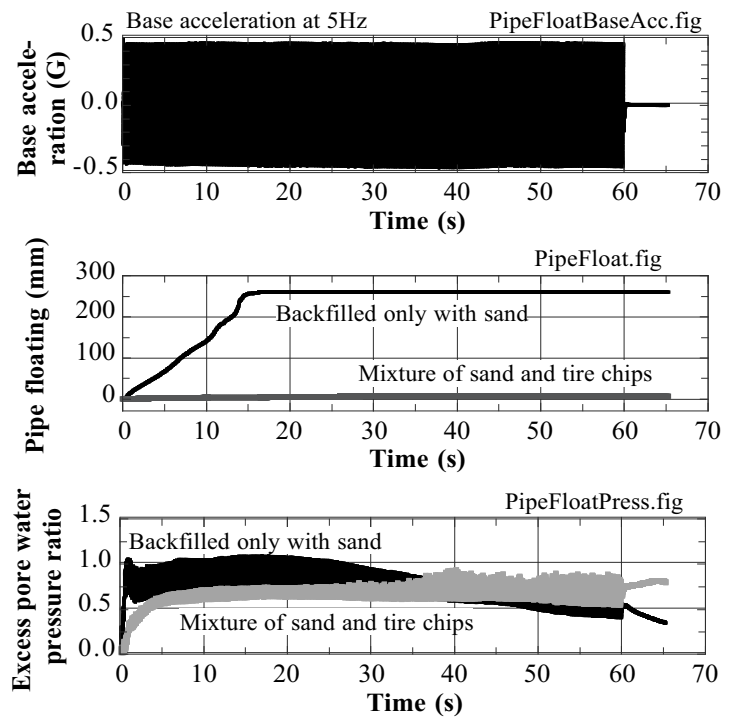 Base acceleration at 5Hz
PipeFloatBaseAcc.fig
Base accele-
ration (G)
0.5
0.0
-0.5
0 10 20 30 40 50 60 70
Time (s)
PipeFloat.fig
Pipe floating (mm)
300
200
100
0
Backfilled only with sand
Mixture of sand and tire chips
0 10 20 30 40 50 60 70
Time (s)
PipeFloatPress.fig
Excess pore water
pressure ratio
1.5
1.0
0.5
0.0
Backfilled only with sand
Mixture of sand and tire chips
0 10 20 30 40 50 60 70
Time (s)